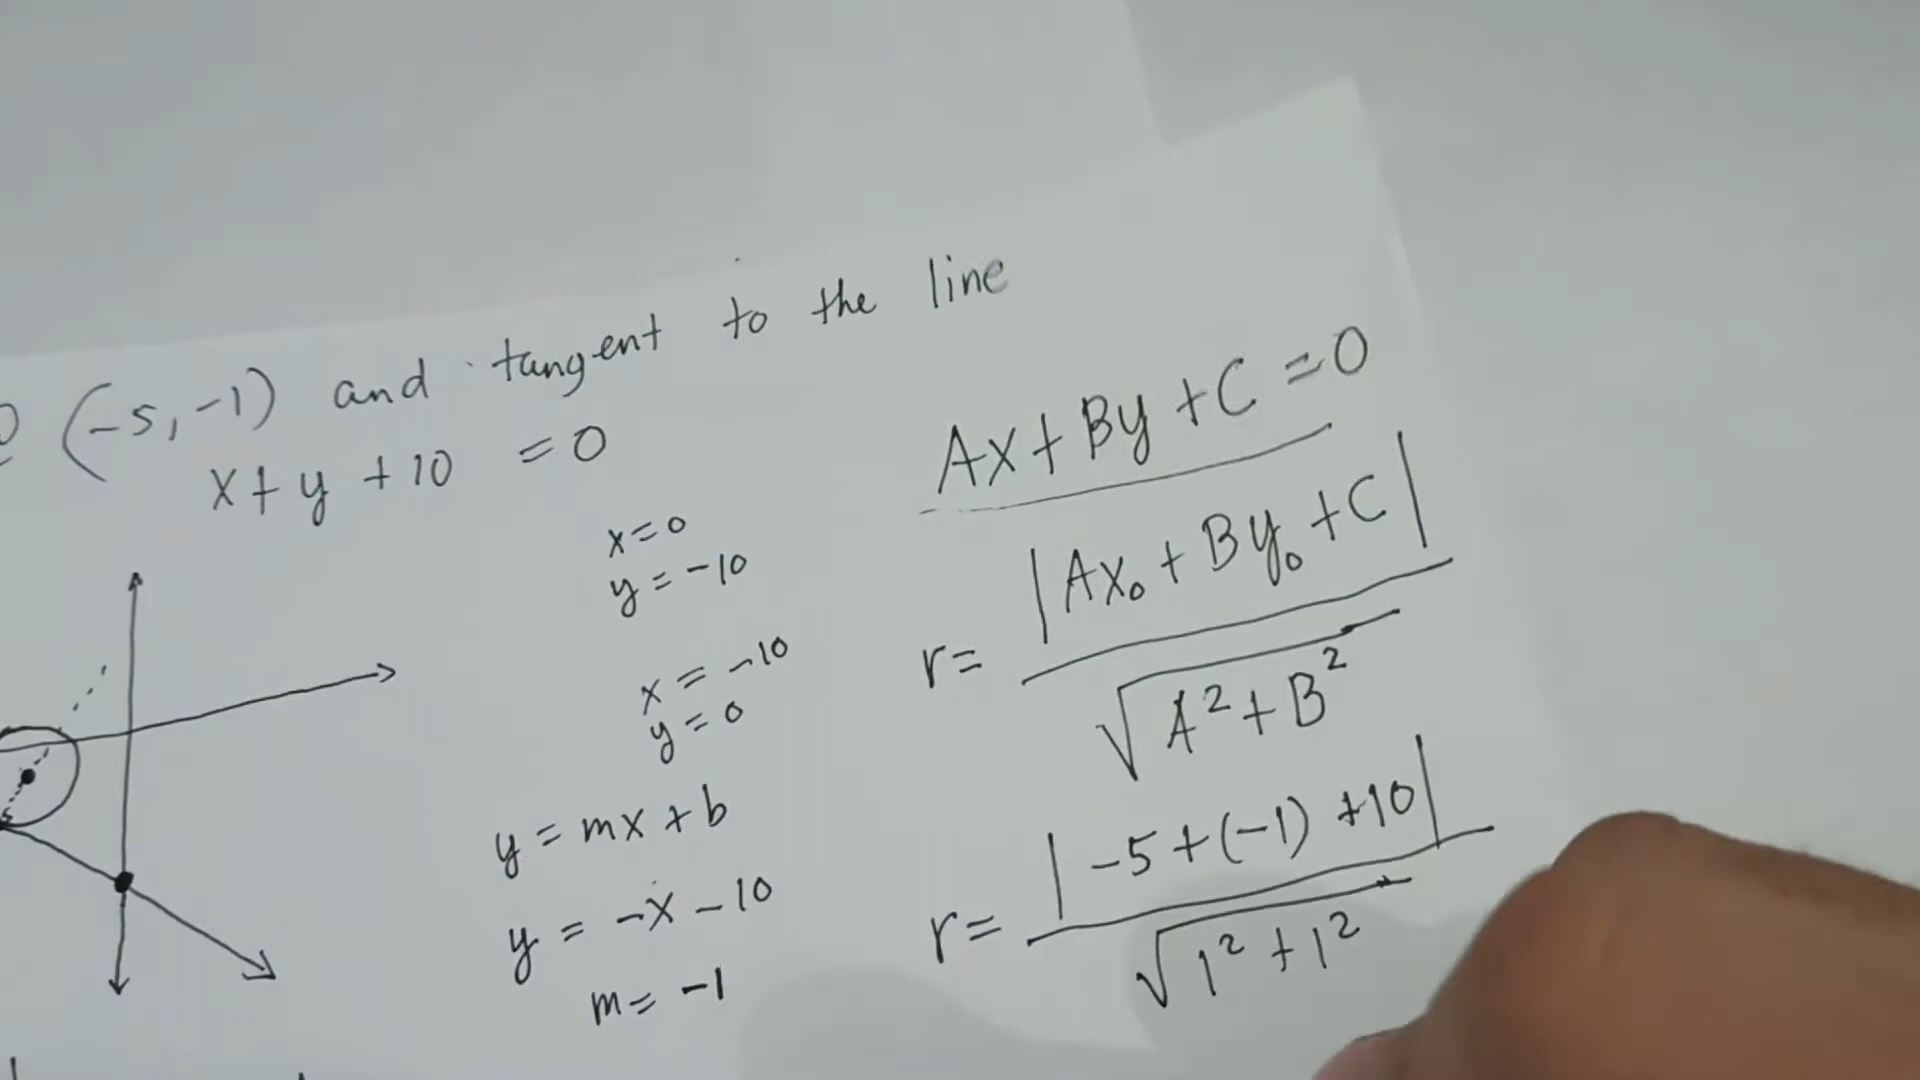 (-5, -1) and tangent to the line
x + y + 10 = 0
x = 0
y = -10
x = -10
y = 0
y = mx + b
y = -x - 10
m = -1
Ax + By + C = 0
r = |Ax₀ + By₀ + C| / √(A² + B²)
r = |-5 + (-1) + 10| / √(1² + 1²)